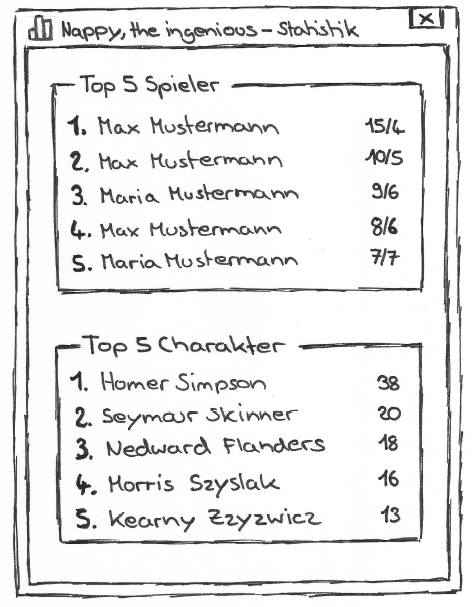 Nappy, the ingenious - Statistik
Top 5 Spieler
1. Max Mustermann 15/4
2. Max Mustermann 10/5
3. Maria Mustermann 9/6
4. Max Mustermann 8/6
5. Maria Mustermann 7/7
Top 5 Charakter
1. Homer Simpson 38
2. Seymour Skinner 20
3. Nedward Flanders 18
4. Morris Szyslak 16
5. Kearny Zzyzwicz 13